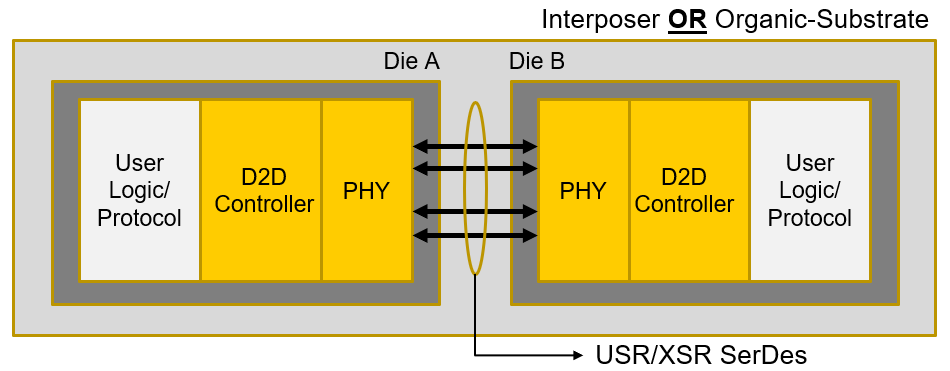 Interposer OR Organic-Substrate
Die A
Die B
User
Logic/
Protocol
D2D
Controller
PHY
PHY
D2D
Controller
User
Logic/
Protocol
USR/XSR SerDes